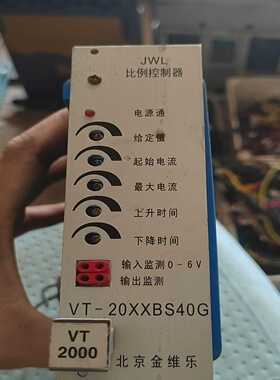 JWL
比例控制器
电源通
给定值
起始电流
最大电流
上升时间
下降时间
输入监测0-6V
输出监测
VT-20XXBS40G
VT
2000
北京金维乐